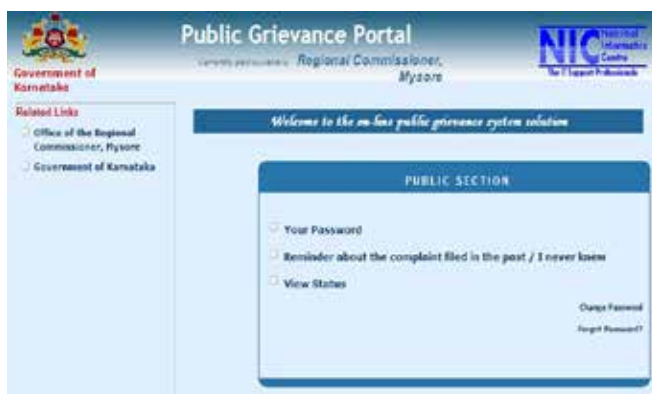 Public Grievance Portal
Regional Commissioner,
Mysore
Government of
Karnataka
NIC
National
Informatics
Centre
Related Links
Office of the Regional
Commissioner, Mysore
Government of Karnataka
Welcome to the on-line public grievance system solution
PUBLIC SECTION
Your Password
Reminder about the complaint filed in the past / I never knew
View Status
Change Password
Forgot Password?